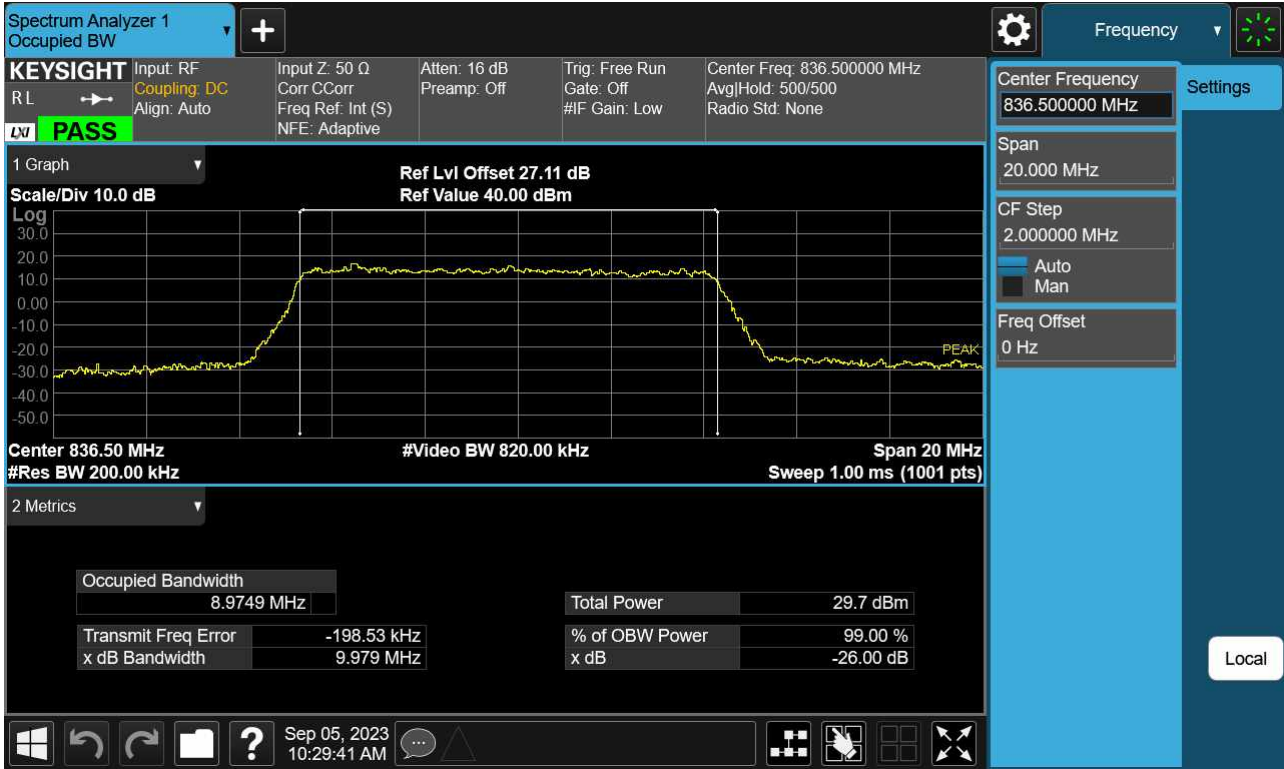 Spectrum Analyzer 1
Occupied BW
Frequency
KEYSIGHT
R L
LXI PASS
Input: RF
Coupling: DC
Align: Auto
Input Z: 50 Ω
Corr CCorr
Freq Ref: Int (S)
NFE: Adaptive
Atten: 16 dB
Preamp: Off
Trig: Free Run
Gate: Off
#IF Gain: Low
Center Freq: 836.500000 MHz
Avg|Hold: 500/500
Radio Std: None
Center Frequency
836.500000 MHz
Settings
Span
20.000 MHz
CF Step
2.000000 MHz
Auto
Man
Freq Offset
0 Hz
Local
1 Graph
Scale/Div 10.0 dB
Ref Lvl Offset 27.11 dB
Ref Value 40.00 dBm
Log
30.0
20.0
10.0
0.00
-10.0
-20.0
-30.0
-40.0
-50.0
PEAK
Center 836.50 MHz
#Video BW 820.00 kHz
Span 20 MHz
#Res BW 200.00 kHz
Sweep 1.00 ms (1001 pts)
2 Metrics
Occupied Bandwidth
8.9749 MHz
Total Power 29.7 dBm
Transmit Freq Error -198.53 kHz
% of OBW Power 99.00 %
x dB Bandwidth 9.979 MHz
x dB -26.00 dB
?
Sep 05, 2023
10:29:41 AM